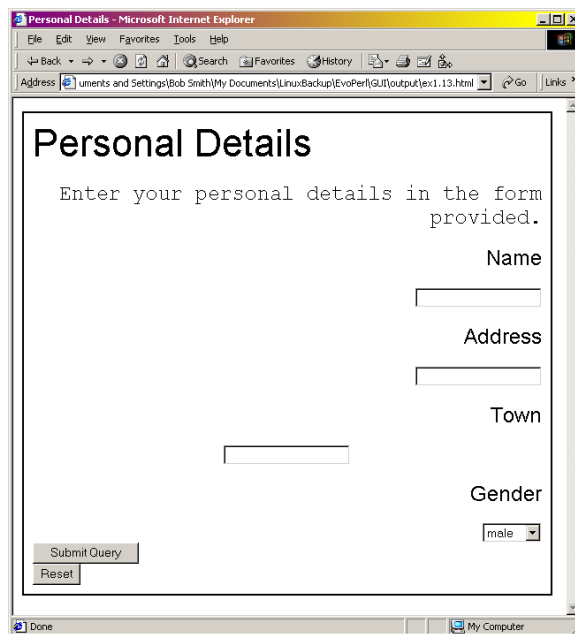 Personal Details - Microsoft Internet Explorer
File Edit View Favorites Tools Help
Back Search Favorites History
Address uments and Settings\Bob Smith\My Documents\LinuxBackup\EvoPerl\GUI\output\ex1.13.html Go Links
Personal Details
Enter your personal details in the form
provided.
Name
Address
Town
Gender
male
Submit Query
Reset
Done My Computer